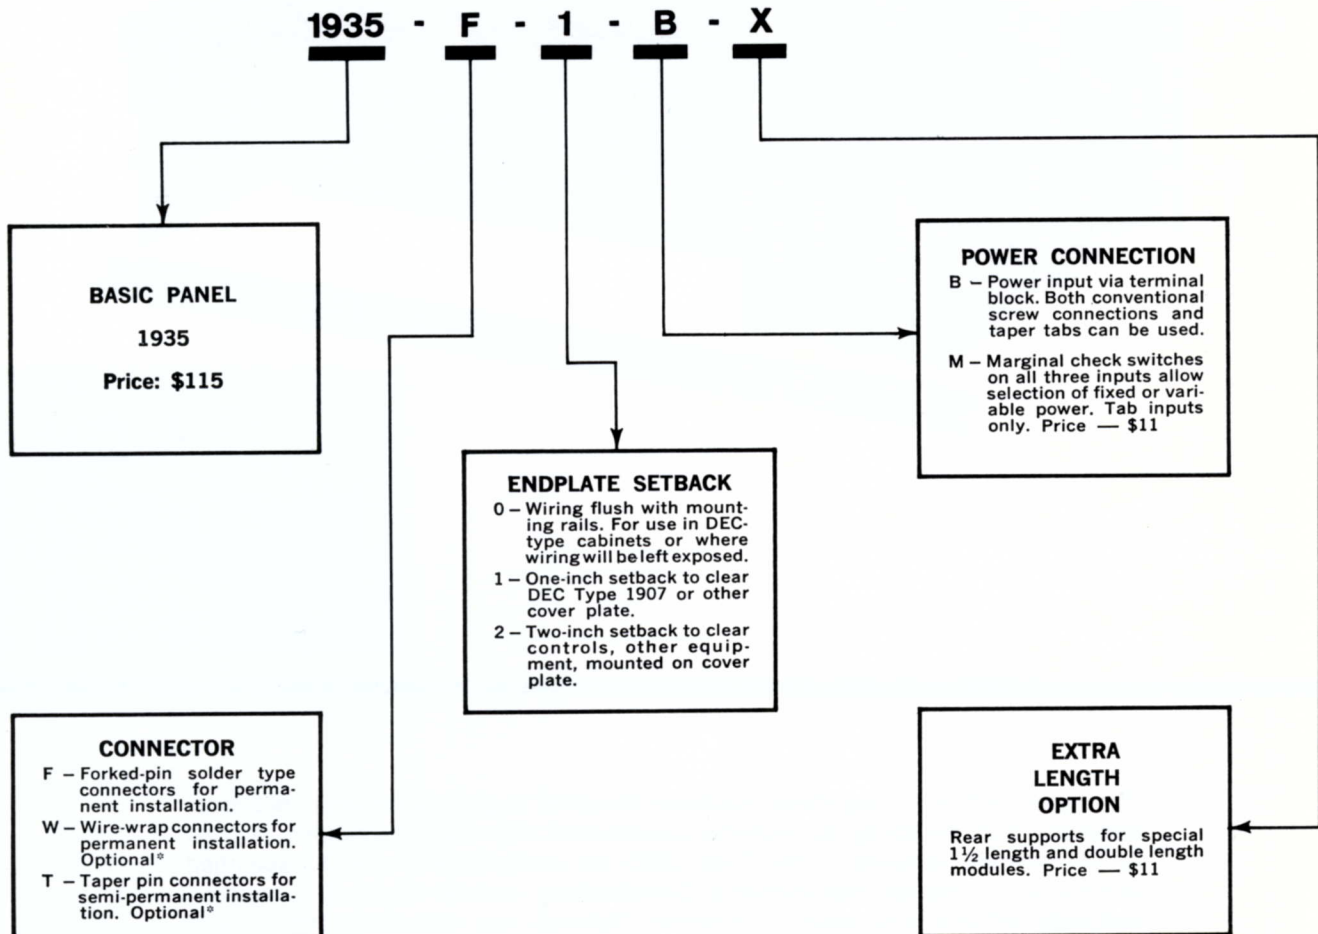 1935 - F - 1 - B - X
BASIC PANEL
1935
Price: $115
POWER CONNECTION
B – Power input via terminal
block. Both conventional
screw connections and
taper tabs can be used.
M – Marginal check switches
on all three inputs allow
selection of fixed or vari-
able power. Tab inputs
only. Price — $11
ENDPLATE SETBACK
0 – Wiring flush with mount-
ing rails. For use in DEC-
type cabinets or where
wiring will be left exposed.
1 – One-inch setback to clear
DEC Type 1907 or other
cover plate.
2 – Two-inch setback to clear
controls, other equip-
ment, mounted on cover
plate.
CONNECTOR
F – Forked-pin solder type
connectors for perma-
nent installation.
W – Wire-wrap connectors for
permanent installation.
Optional*
T – Taper pin connectors for
semi-permanent installa-
tion. Optional*
EXTRA
LENGTH
OPTION
Rear supports for special
1½ length and double length
modules. Price — $11